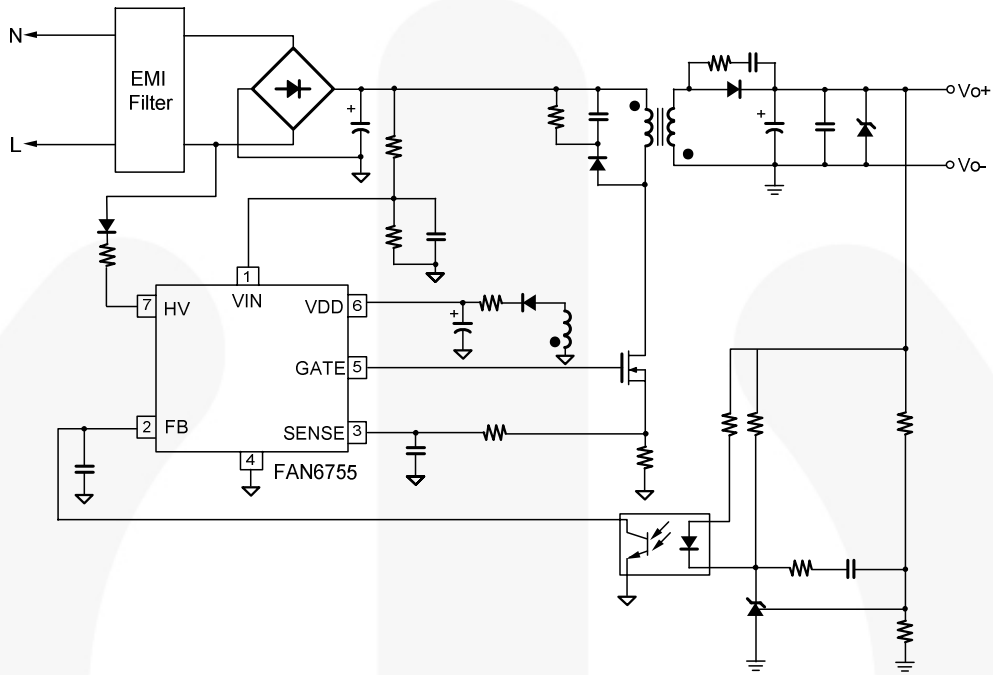 N
EMI
Filter
L
+
+
Vo+
Vo-
1
VIN
7
HV
VDD
6
+
GATE
5
2
FB
SENSE
3
4
FAN6755
+